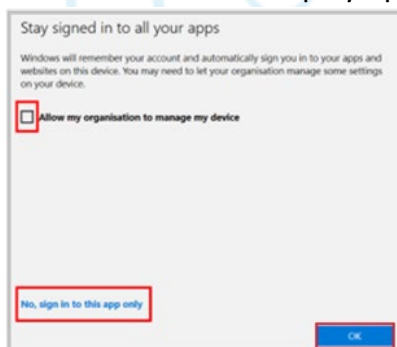 Stay signed in to all your apps
Windows will remember your account and automatically sign you in to your apps and
websites on this device. You may need to let your organisation manage some settings
on your device.
Allow my organisation to manage my device
No, sign in to this app only
OK